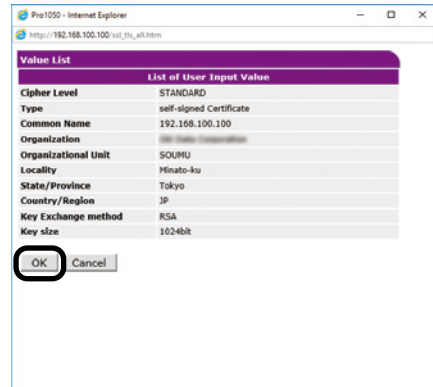 Pro1050 - Internet Explorer
http://192.168.100.100/ssl_tls_all.htm
Value List
List of User Input Value
Cipher Level STANDARD
Type self-signed Certificate
Common Name 192.168.100.100
Organization
Organizational Unit SOUMU
Locality Minato-ku
State/Province Tokyo
Country/Region JP
Key Exchange method RSA
Key size 1024bit
OK Cancel